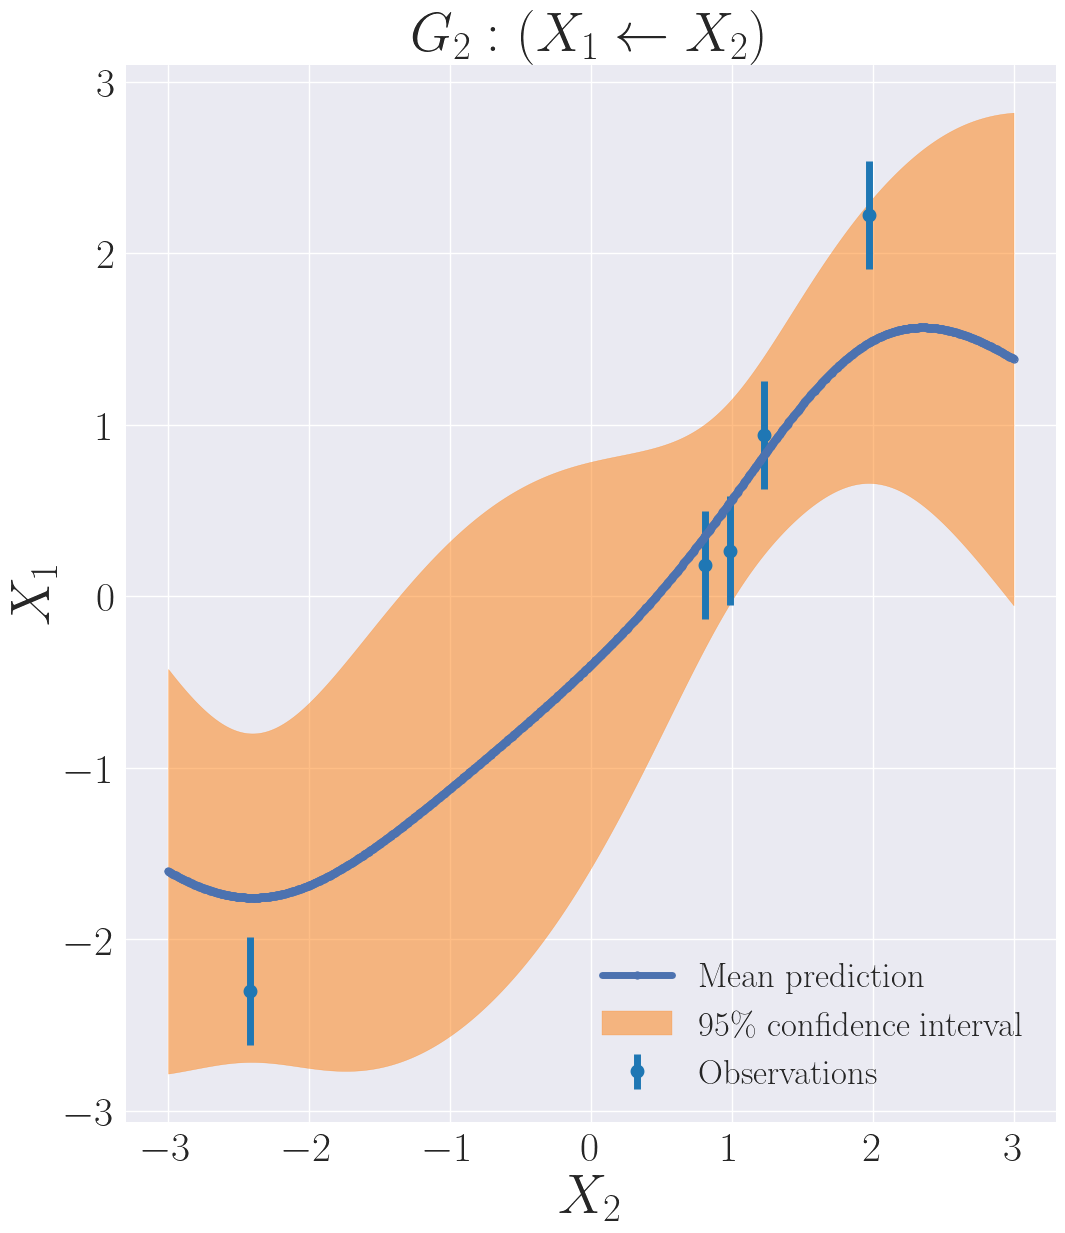 G₂ : (X₁ ← X₂)
3
2
1
0
−1
−2
−3
X₁
Mean prediction
95% confidence interval
Observations
−3 −2 −1 0 1 2 3
X₂